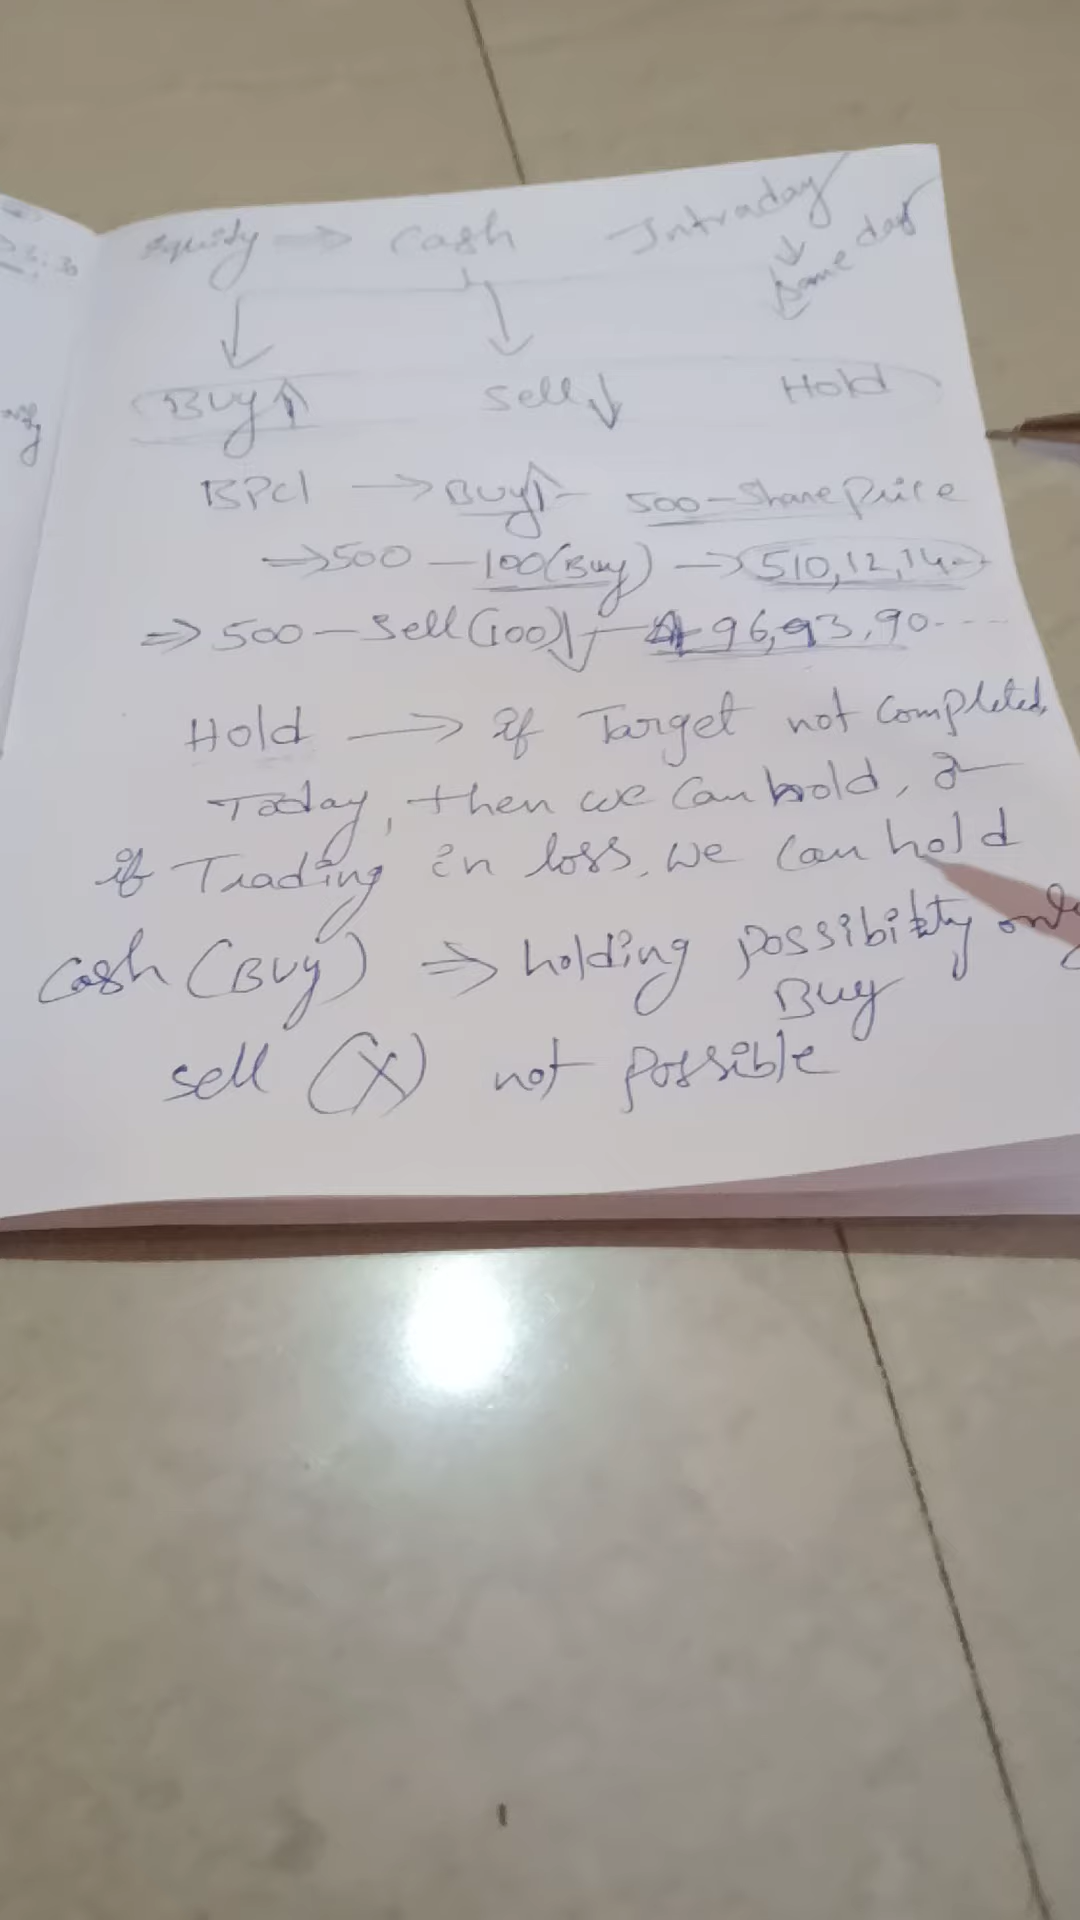 Equity → Cash Intraday
↓
Same day
Buy↑ Sell↓ Hold
BPCl → Buy↑ - 500-Share Price
→500 - 100(Buy) → 510,12,14--
⇒ 500 - Sell(100)↓ - 96,93,90----
Hold → if Target not completed
Today, then we can hold, or
if Trading in loss, we can hold
Cash (Buy) ⇒ holding possibility only
Buy
sell (X) not possible